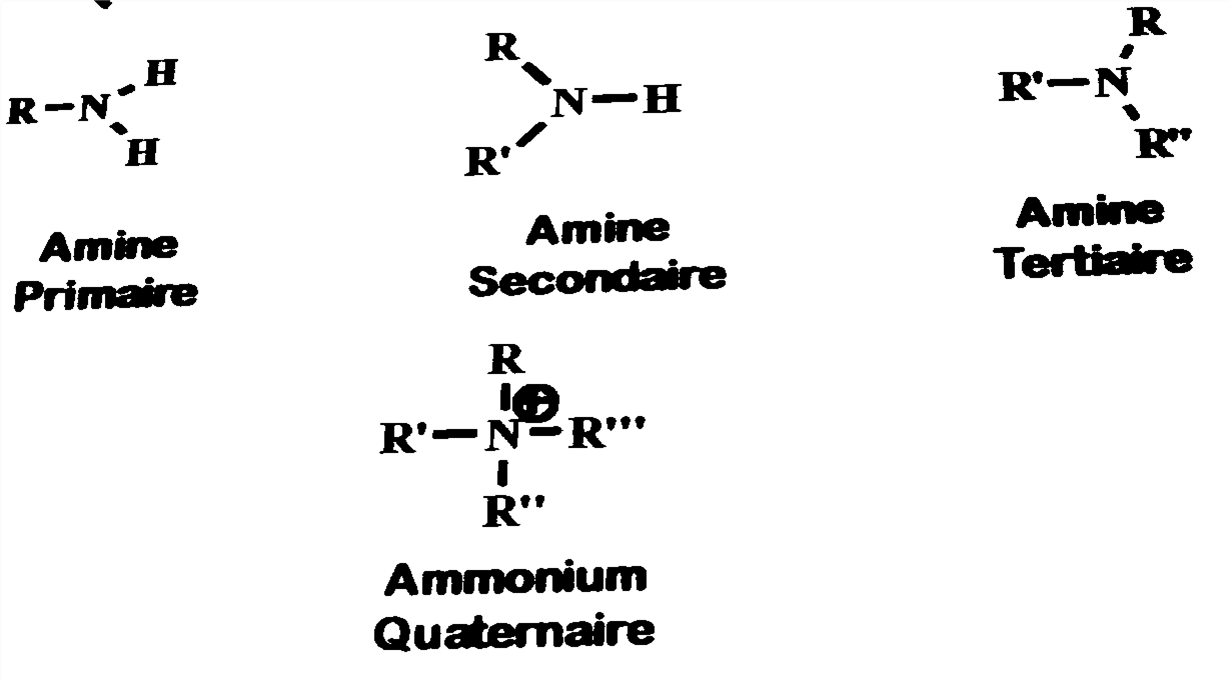 R—N
H
H
Amine
Primaire
R
N—H
R'
Amine
Secondaire
R
R'—N
R''
Amine
Tertiaire
R
⊕
R'—N—R'''
R''
Ammonium
Quaternaire